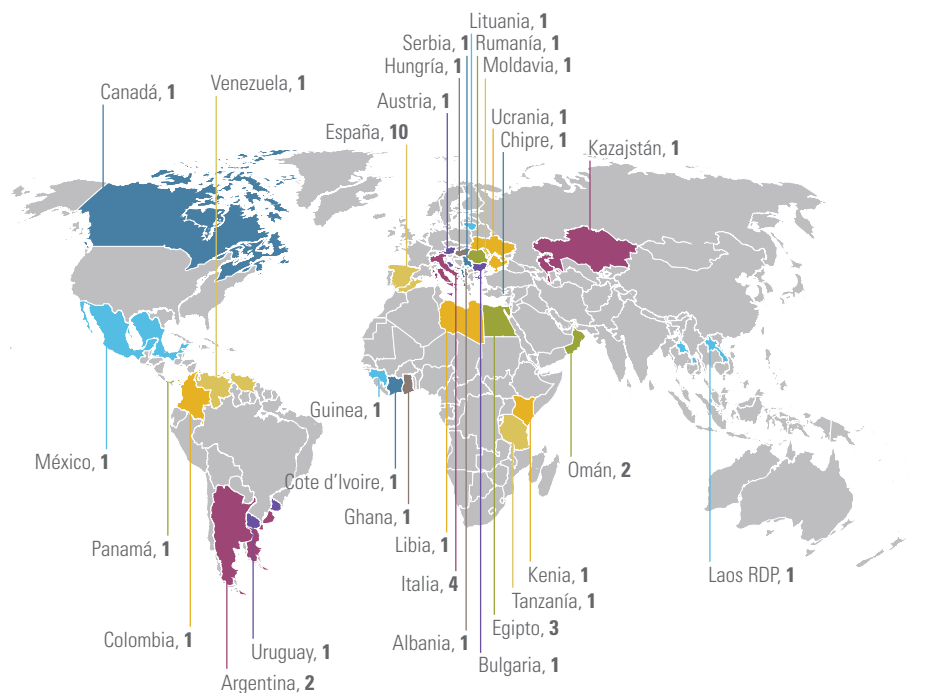 Lituania, 1
Serbia, 1
Rumanía, 1
Hungría, 1
Moldavia, 1
Canadá, 1
Venezuela, 1
Austria, 1
Ucrania, 1
España, 10
Chipre, 1
Kazajstán, 1
Guinea, 1
México, 1
Cote d'Ivoire, 1
Omán, 2
Ghana, 1
Panamá, 1
Libia, 1
Italia, 4
Kenia, 1
Laos RDP, 1
Tanzanía, 1
Egipto, 3
Colombia, 1
Uruguay, 1
Albania, 1
Bulgaria, 1
Argentina, 2